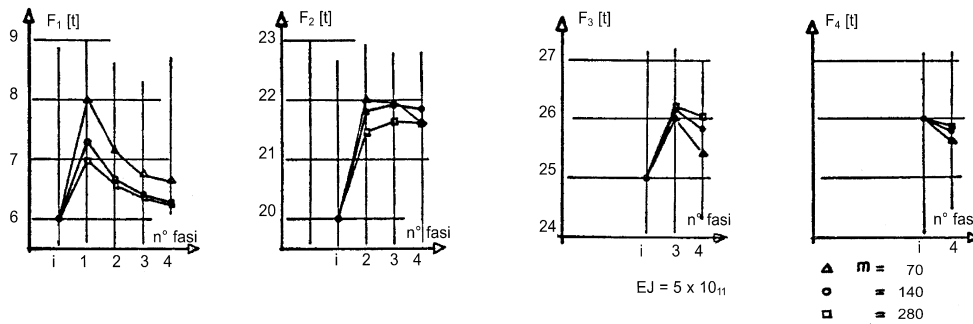 F₁ [t]
9
8
7
6
n° fasi
i 1 2 3 4
F₂ [t]
23
22
21
20
n° fasi
i 2 3 4
F₃ [t]
27
26
25
24
n° fasi
i 3 4
EJ = 5 x 10₁₁
F₄ [t]
n° fasi
i 4
m = 70
= 140
= 280